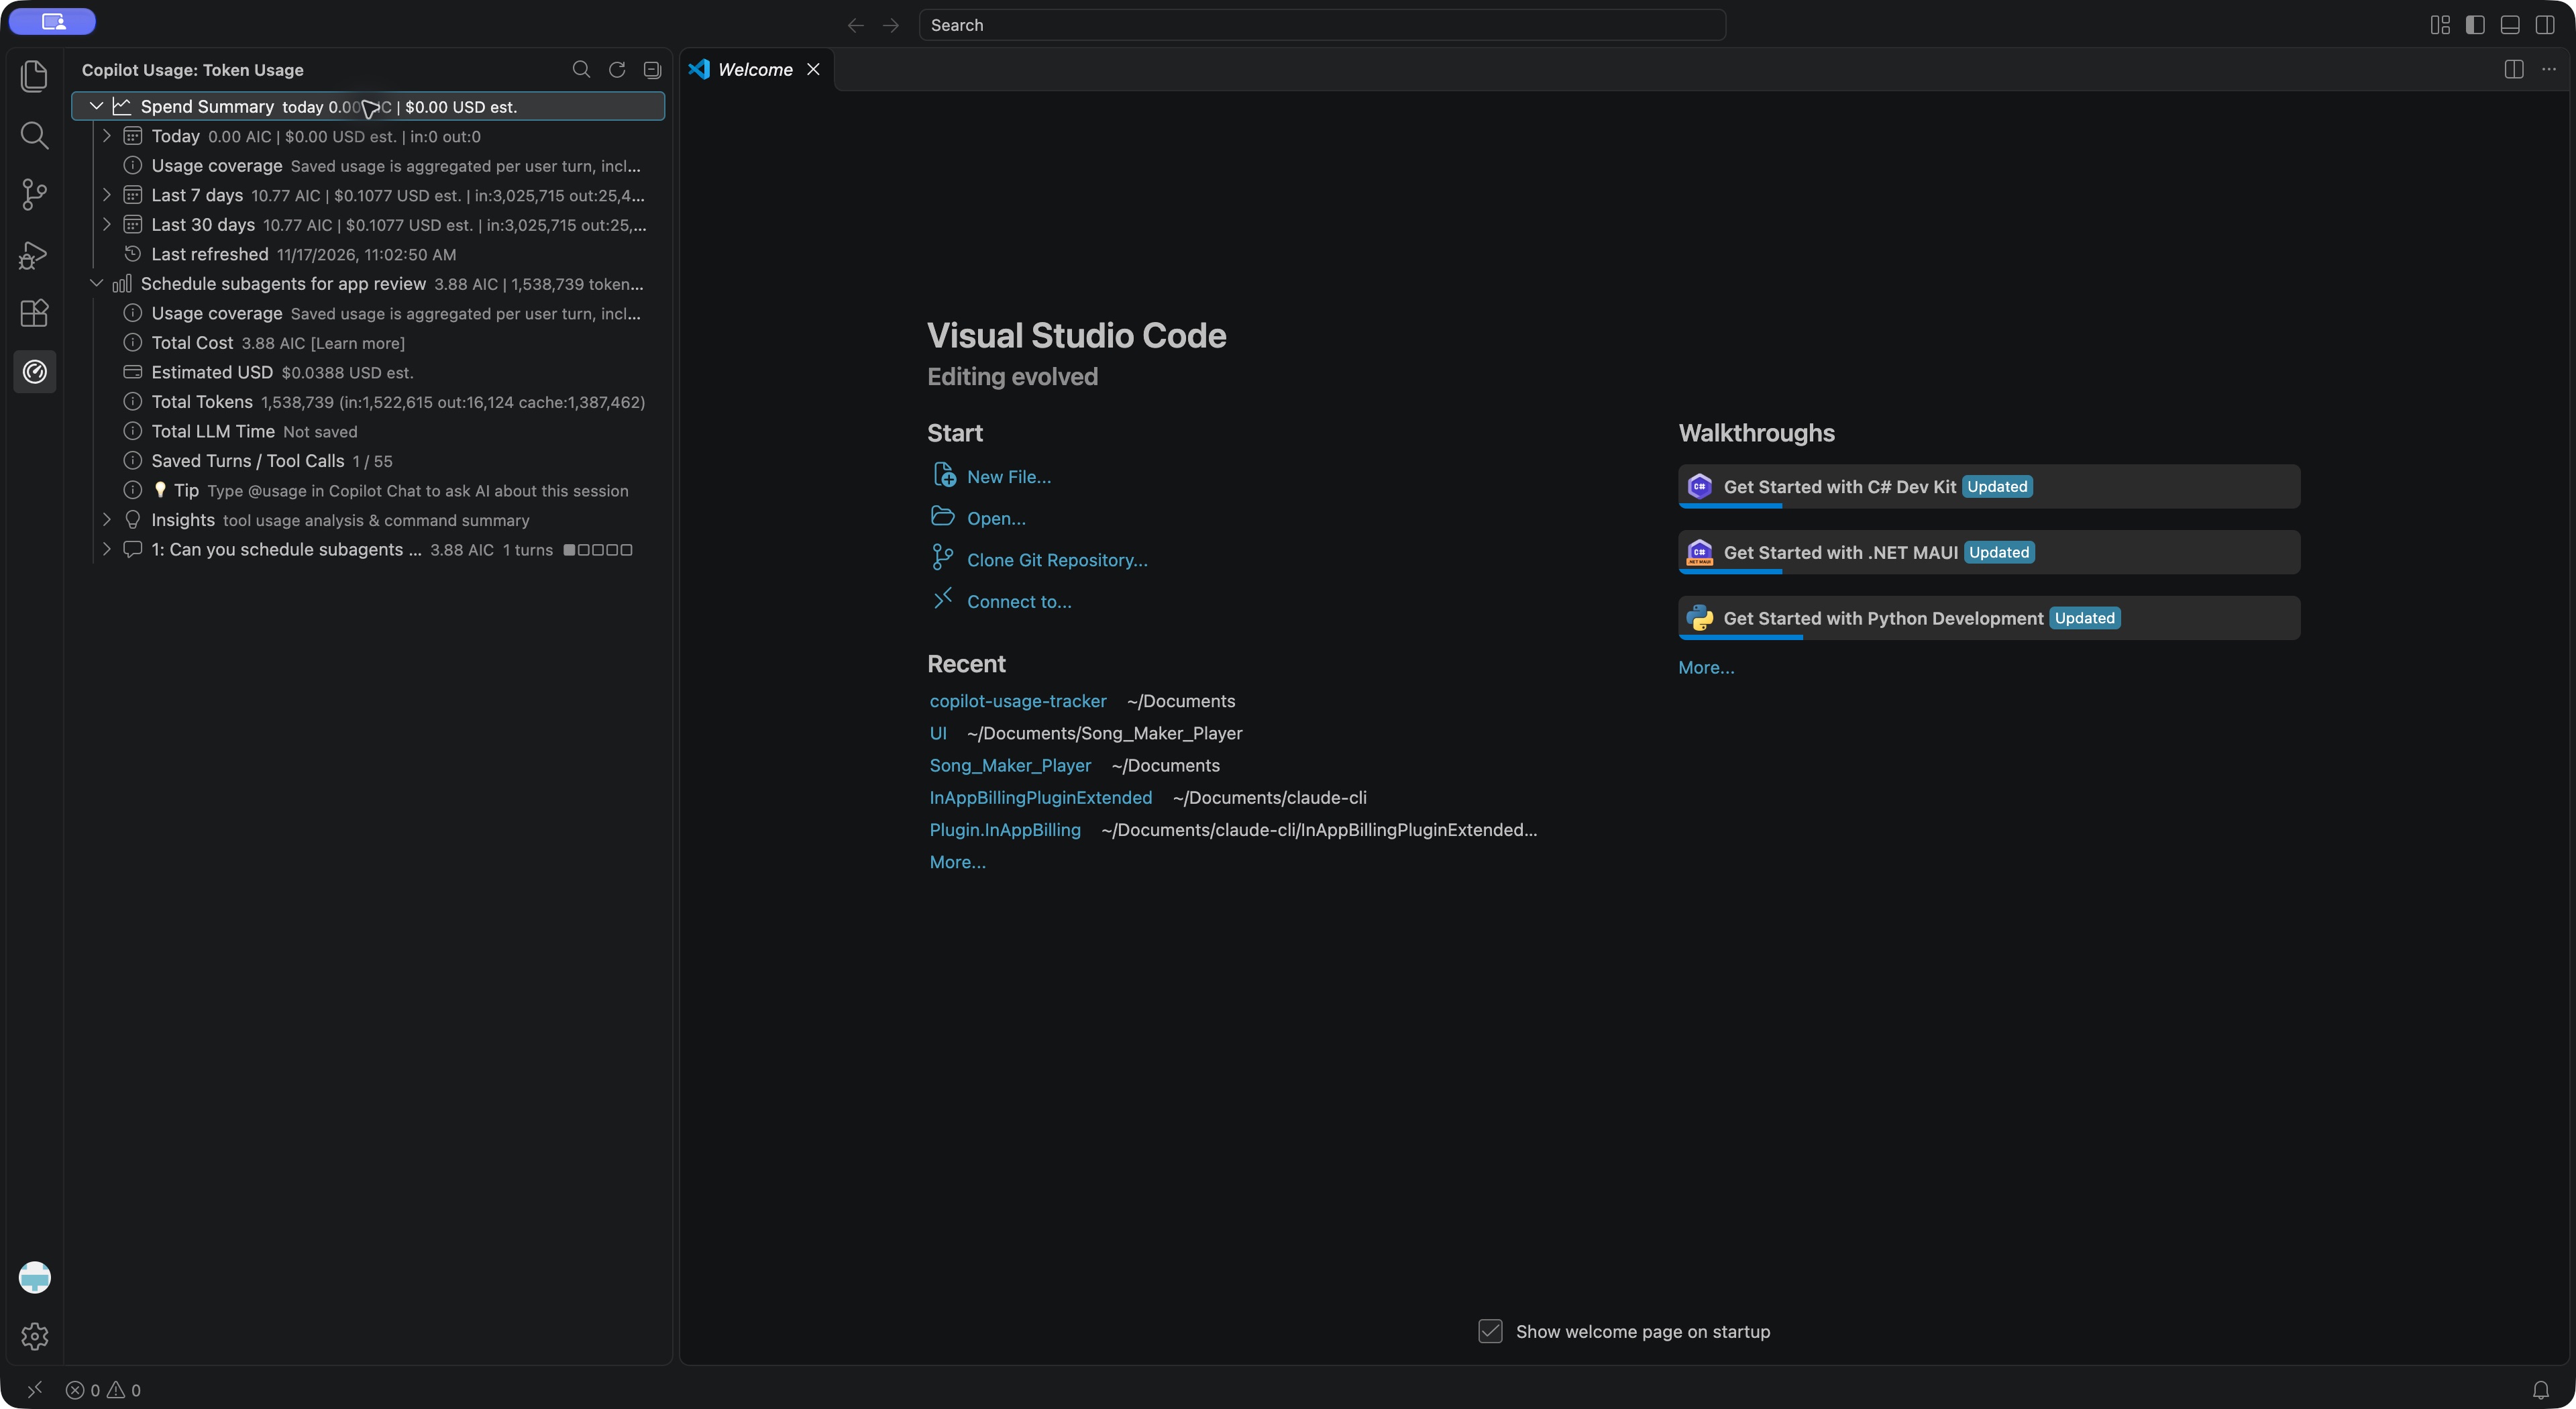 Search
Copilot Usage: Token Usage
Welcome
Spend Summary today 0.00 C | $0.00 USD est.
Today 0.00 AIC | $0.00 USD est. | in:0 out:0
Usage coverage Saved usage is aggregated per user turn, incl...
Last 7 days 10.77 AIC | $0.1077 USD est. | in:3,025,715 out:25,4...
Last 30 days 10.77 AIC | $0.1077 USD est. | in:3,025,715 out:25,...
Last refreshed 11/17/2026, 11:02:50 AM
Schedule subagents for app review 3.88 AIC | 1,538,739 token...
Usage coverage Saved usage is aggregated per user turn, incl...
Total Cost 3.88 AIC [Learn more]
Estimated USD $0.0388 USD est.
Total Tokens 1,538,739 (in:1,522,615 out:16,124 cache:1,387,462)
Total LLM Time Not saved
Saved Turns / Tool Calls 1 / 55
Tip Type @usage in Copilot Chat to ask AI about this session
Insights tool usage analysis & command summary
1: Can you schedule subagents ... 3.88 AIC 1 turns
Visual Studio Code
Editing evolved
Start
New File...
Open...
Clone Git Repository...
Connect to...
Recent
copilot-usage-tracker ~/Documents
UI ~/Documents/Song_Maker_Player
Song_Maker_Player ~/Documents
InAppBillingPluginExtended ~/Documents/claude-cli
Plugin.InAppBilling ~/Documents/claude-cli/InAppBillingPluginExtended...
More...
Walkthroughs
C# Get Started with C# Dev Kit Updated
C# .NET MAUI Get Started with .NET MAUI Updated
Get Started with Python Development Updated
More...
Show welcome page on startup
0 0